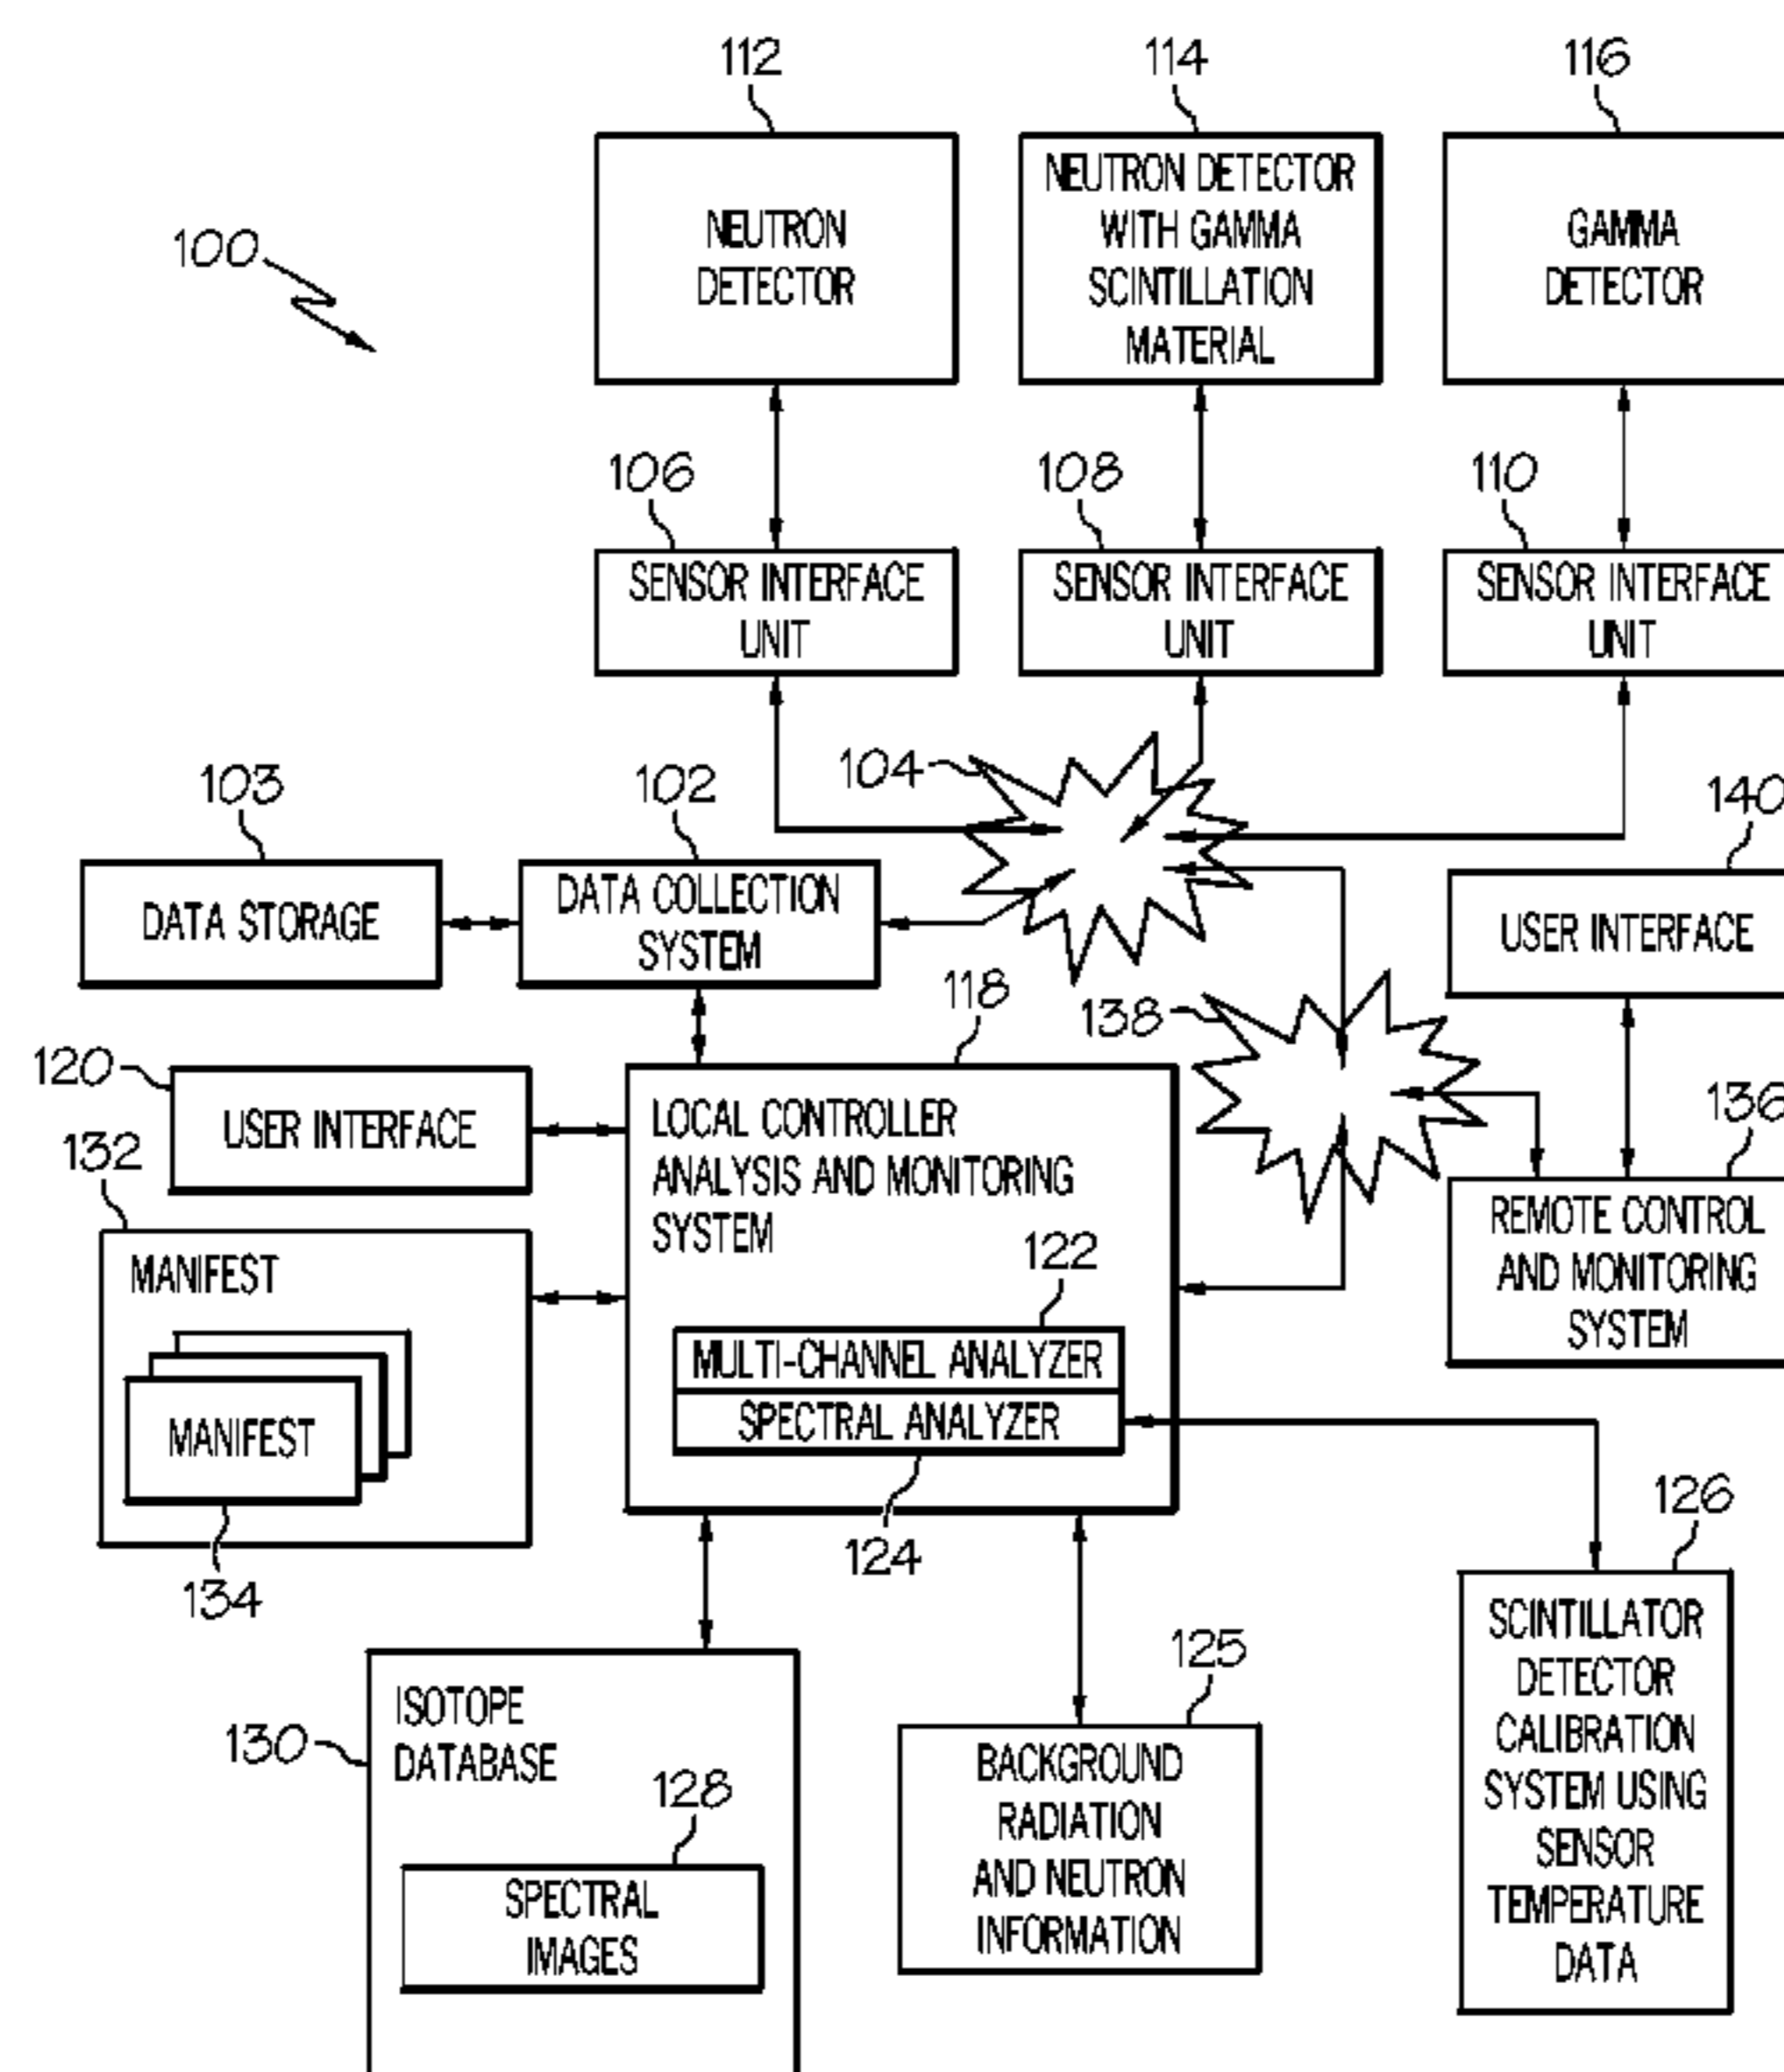 112
114
116
NEUTRON
DETECTOR
NEUTRON DETECTOR
WITH GAMMA
SCINTILLATION
MATERIAL
GAMMA
DETECTOR
100
106
108
110
SENSOR INTERFACE
UNIT
SENSOR INTERFACE
UNIT
SENSOR INTERFACE
UNIT
103
102
104
140
DATA STORAGE
DATA COLLECTION
SYSTEM
USER INTERFACE
118
138
120
USER INTERFACE
132
LOCAL CONTROLLER
ANALYSIS AND MONITORING
SYSTEM
136
REMOTE CONTROL
AND MONITORING
SYSTEM
MANIFEST
MANIFEST
134
122
MULTI-CHANNEL ANALYZER
SPECTRAL ANALYZER
124
126
SCINTILLATOR
DETECTOR
CALIBRATION
SYSTEM USING
SENSOR
TEMPERATURE
DATA
130
ISOTOPE
DATABASE
128
SPECTRAL
IMAGES
125
BACKGROUND
RADIATION
AND NEUTRON
INFORMATION